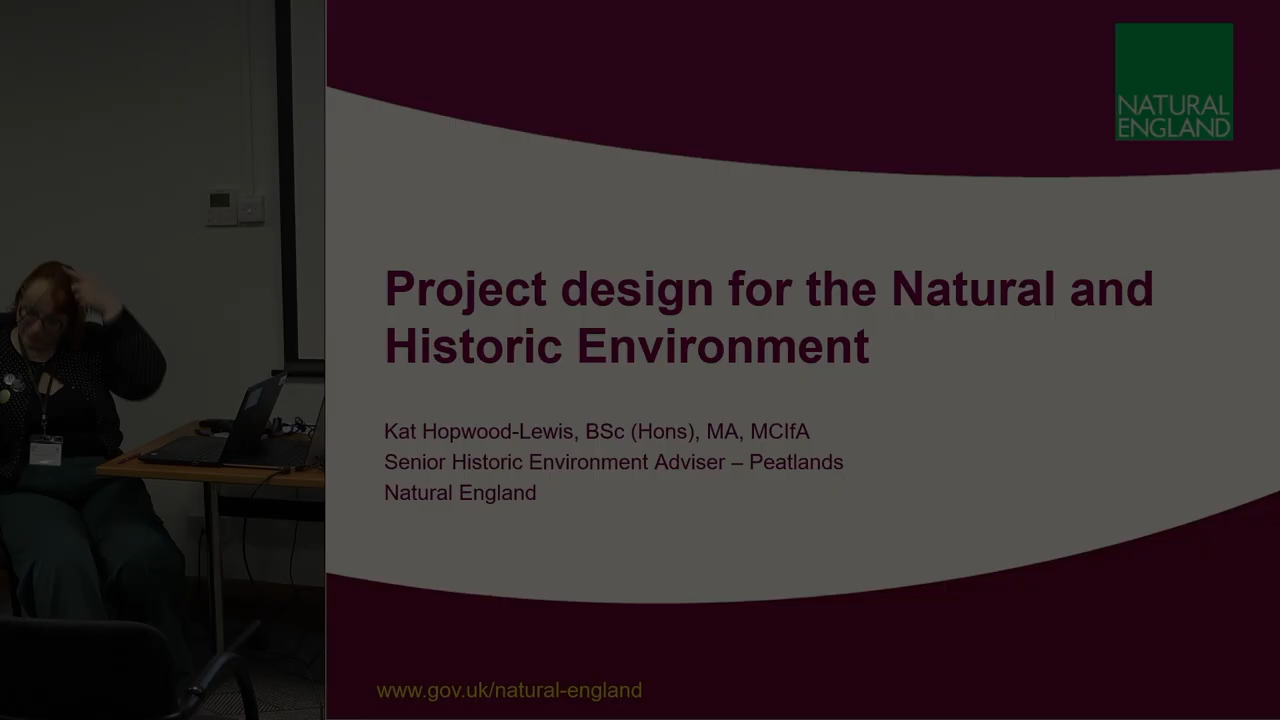 NATURAL
ENGLAND
Project design for the Natural and
Historic Environment
Kat Hopwood-Lewis, BSc (Hons), MA, MCIfA
Senior Historic Environment Adviser – Peatlands
Natural England
www.gov.uk/natural-england